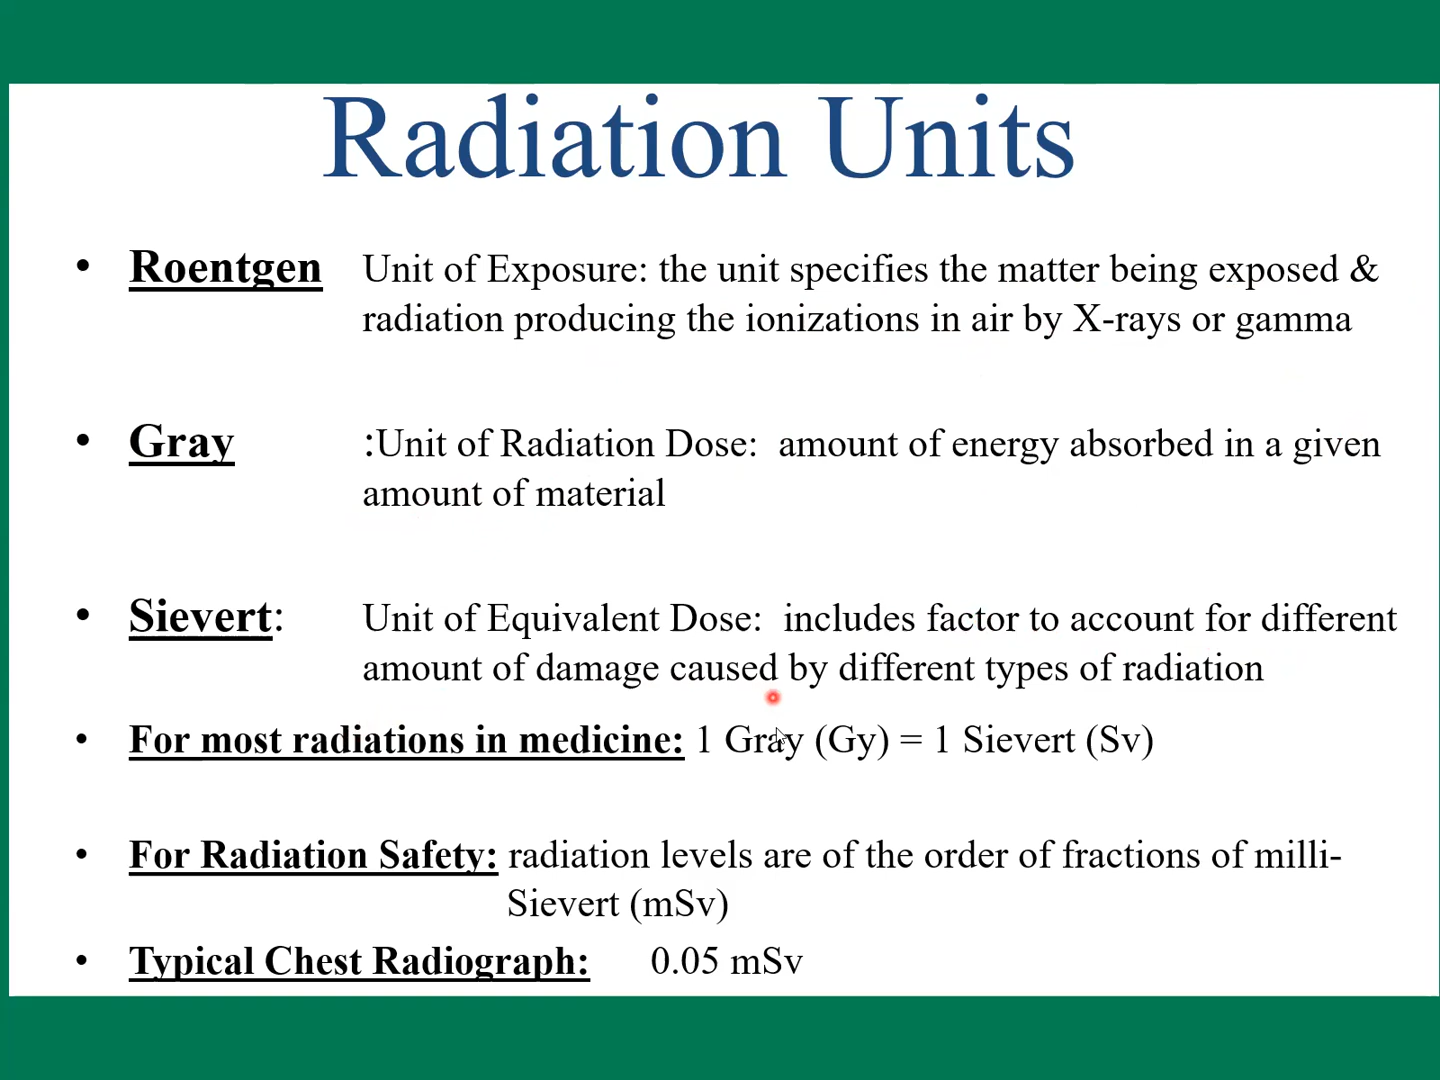 Radiation Units
• Roentgen Unit of Exposure: the unit specifies the matter being exposed &
radiation producing the ionizations in air by X-rays or gamma
• Gray :Unit of Radiation Dose: amount of energy absorbed in a given
amount of material
• Sievert: Unit of Equivalent Dose: includes factor to account for different
amount of damage caused by different types of radiation
• For most radiations in medicine: 1 Gray (Gy) = 1 Sievert (Sv)
• For Radiation Safety: radiation levels are of the order of fractions of milli-
Sievert (mSv)
• Typical Chest Radiograph: 0.05 mSv